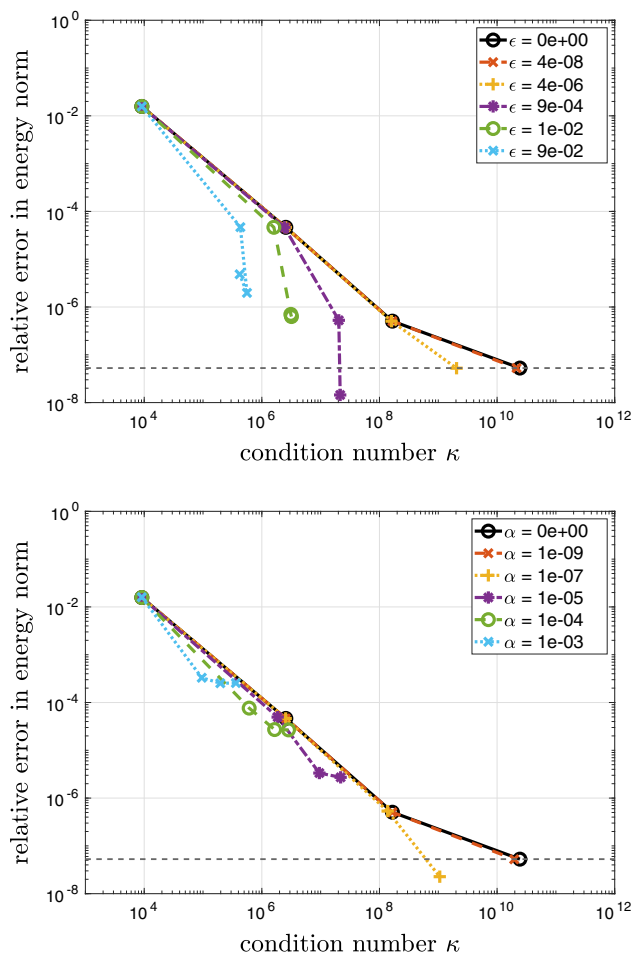 10^0
10^-2
10^-4
10^-6
10^-8
relative error in energy norm
ϵ = 0e+00
ϵ = 4e-08
ϵ = 4e-06
ϵ = 9e-04
ϵ = 1e-02
ϵ = 9e-02
10^4 10^6 10^8 10^10 10^12
condition number κ
10^0
10^-2
10^-4
10^-6
10^-8
relative error in energy norm
α = 0e+00
α = 1e-09
α = 1e-07
α = 1e-05
α = 1e-04
α = 1e-03
10^4 10^6 10^8 10^10 10^12
condition number κ